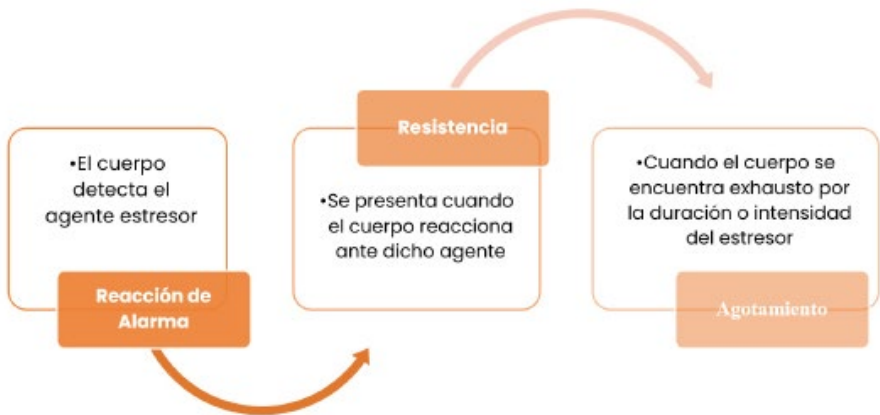 •El cuerpo
detecta el
agente estresor
Reacción de
Alarma
Resistencia
•Se presenta cuando
el cuerpo reacciona
ante dicho agente
•Cuando el cuerpo se
encuentra exhausto por
la duración o intensidad
del estresor
Agotamiento